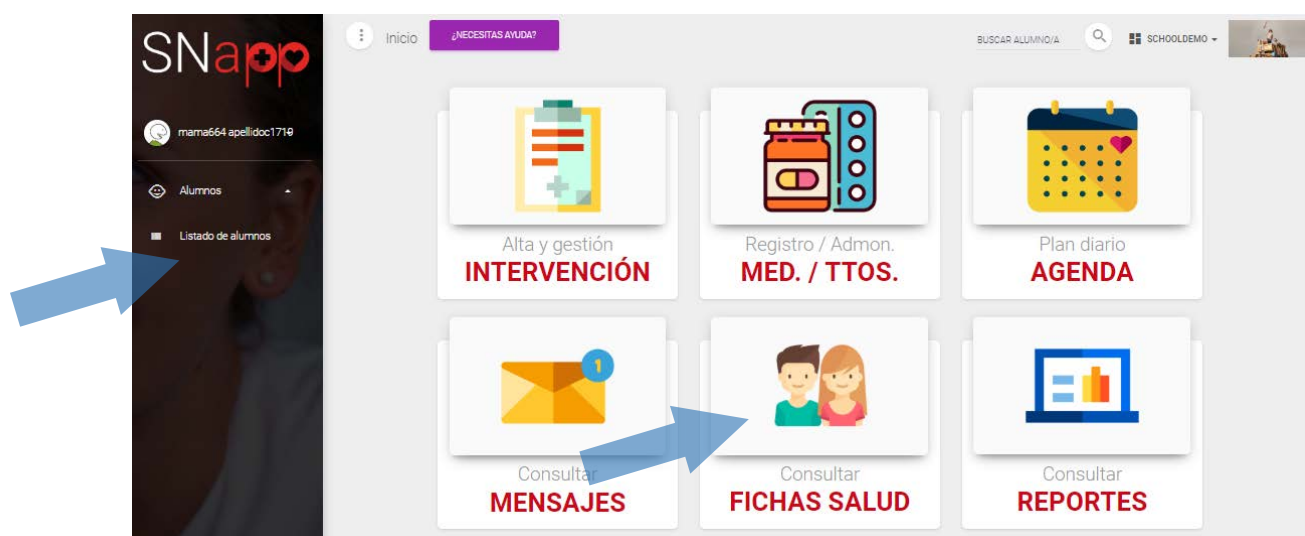 SNapp
mama664 apellidoc1719
Alumnos
Listado de alumnos
Inicio
¿NECESITAS AYUDA?
BUSCAR ALUMNO/A
SCHOOLDEMO
Alta y gestión
INTERVENCIÓN
Registro / Admon.
MED. / TTOS.
Plan diario
AGENDA
1
Consultar
MENSAJES
Consultar
FICHAS SALUD
Consultar
REPORTES